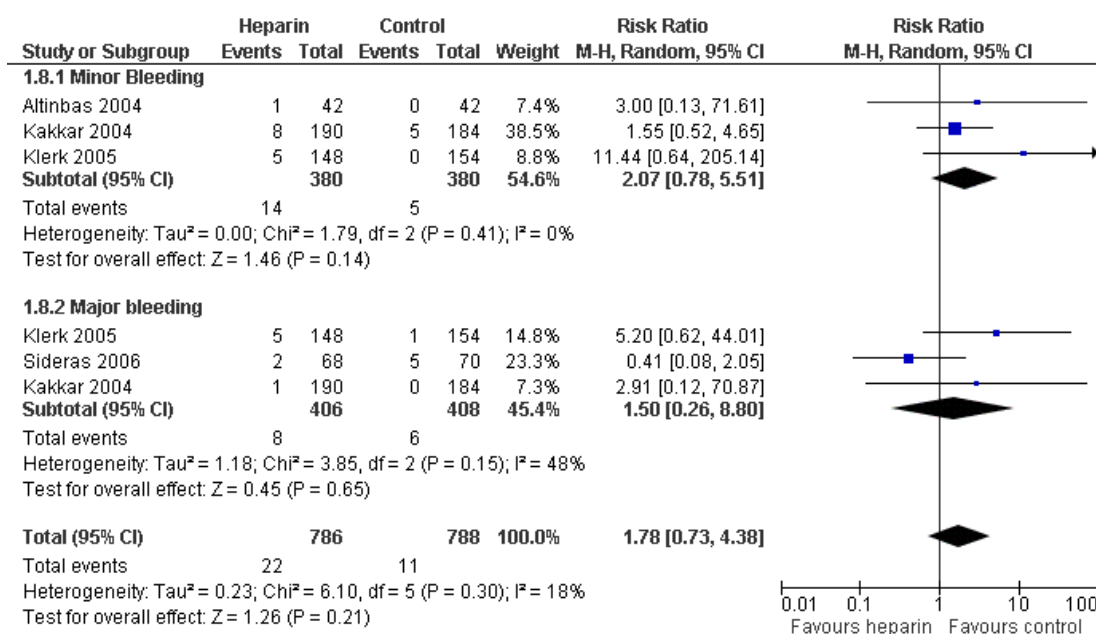 Heparin Control Risk Ratio Risk Ratio
Study or Subgroup Events Total Events Total Weight M-H, Random, 95% CI M-H, Random, 95% CI
1.8.1 Minor Bleeding
Altinbas 2004 1 42 0 42 7.4% 3.00 [0.13, 71.61]
Kakkar 2004 8 190 5 184 38.5% 1.55 [0.52, 4.65]
Klerk 2005 5 148 0 154 8.8% 11.44 [0.64, 205.14]
Subtotal (95% CI) 380 380 54.6% 2.07 [0.78, 5.51]
Total events 14 5
Heterogeneity: Tau² = 0.00; Chi² = 1.79, df = 2 (P = 0.41); I² = 0%
Test for overall effect: Z = 1.46 (P = 0.14)
1.8.2 Major bleeding
Klerk 2005 5 148 1 154 14.8% 5.20 [0.62, 44.01]
Sideras 2006 2 68 5 70 23.3% 0.41 [0.08, 2.05]
Kakkar 2004 1 190 0 184 7.3% 2.91 [0.12, 70.87]
Subtotal (95% CI) 406 408 45.4% 1.50 [0.26, 8.80]
Total events 8 6
Heterogeneity: Tau² = 1.18; Chi² = 3.85, df = 2 (P = 0.15); I² = 48%
Test for overall effect: Z = 0.45 (P = 0.65)
Total (95% CI) 786 788 100.0% 1.78 [0.73, 4.38]
Total events 22 11
Heterogeneity: Tau² = 0.23; Chi² = 6.10, df = 5 (P = 0.30); I² = 18%
Test for overall effect: Z = 1.26 (P = 0.21)
0.01 0.1 1 10 100
Favours heparin Favours control